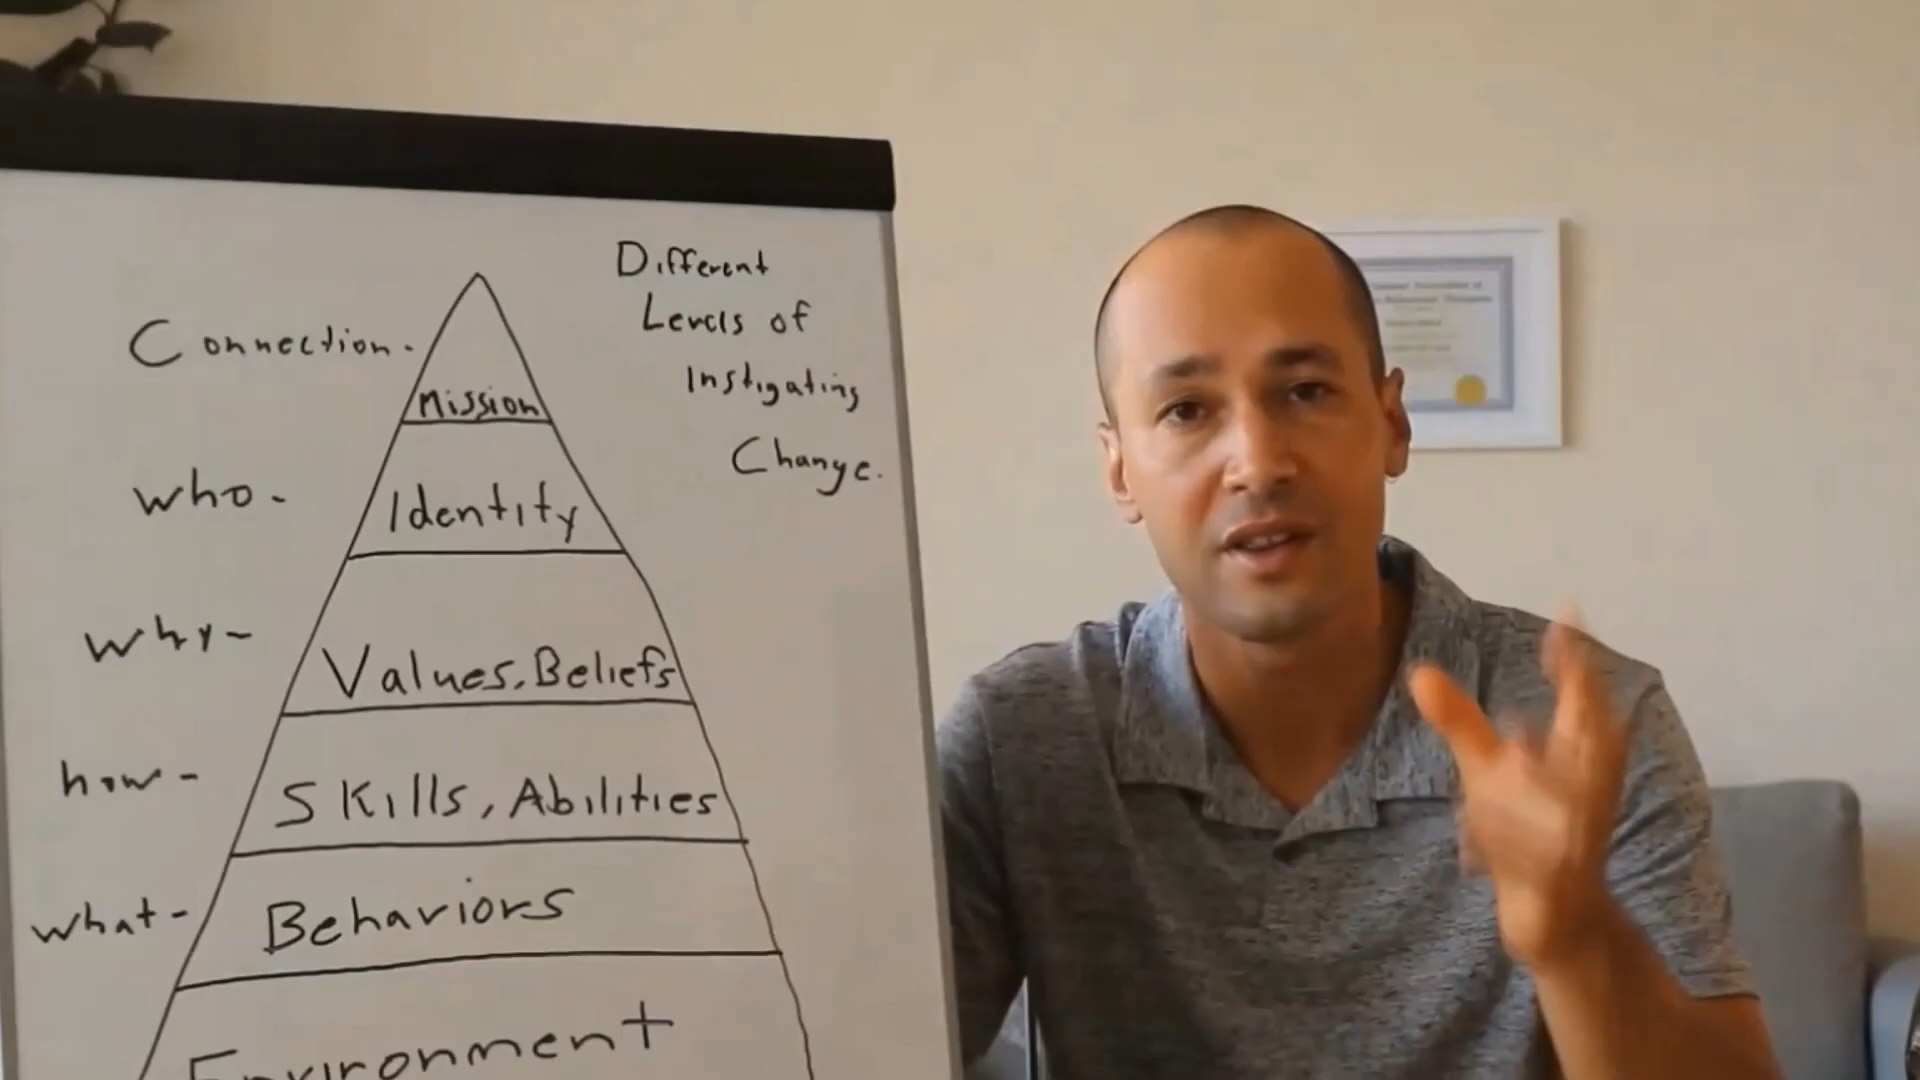 Different
Levels of
Instigating
Change.
Connection -
Mission
who -
Identity
why -
Values, Beliefs
how -
Skills, Abilities
what -
Behaviors
Environment